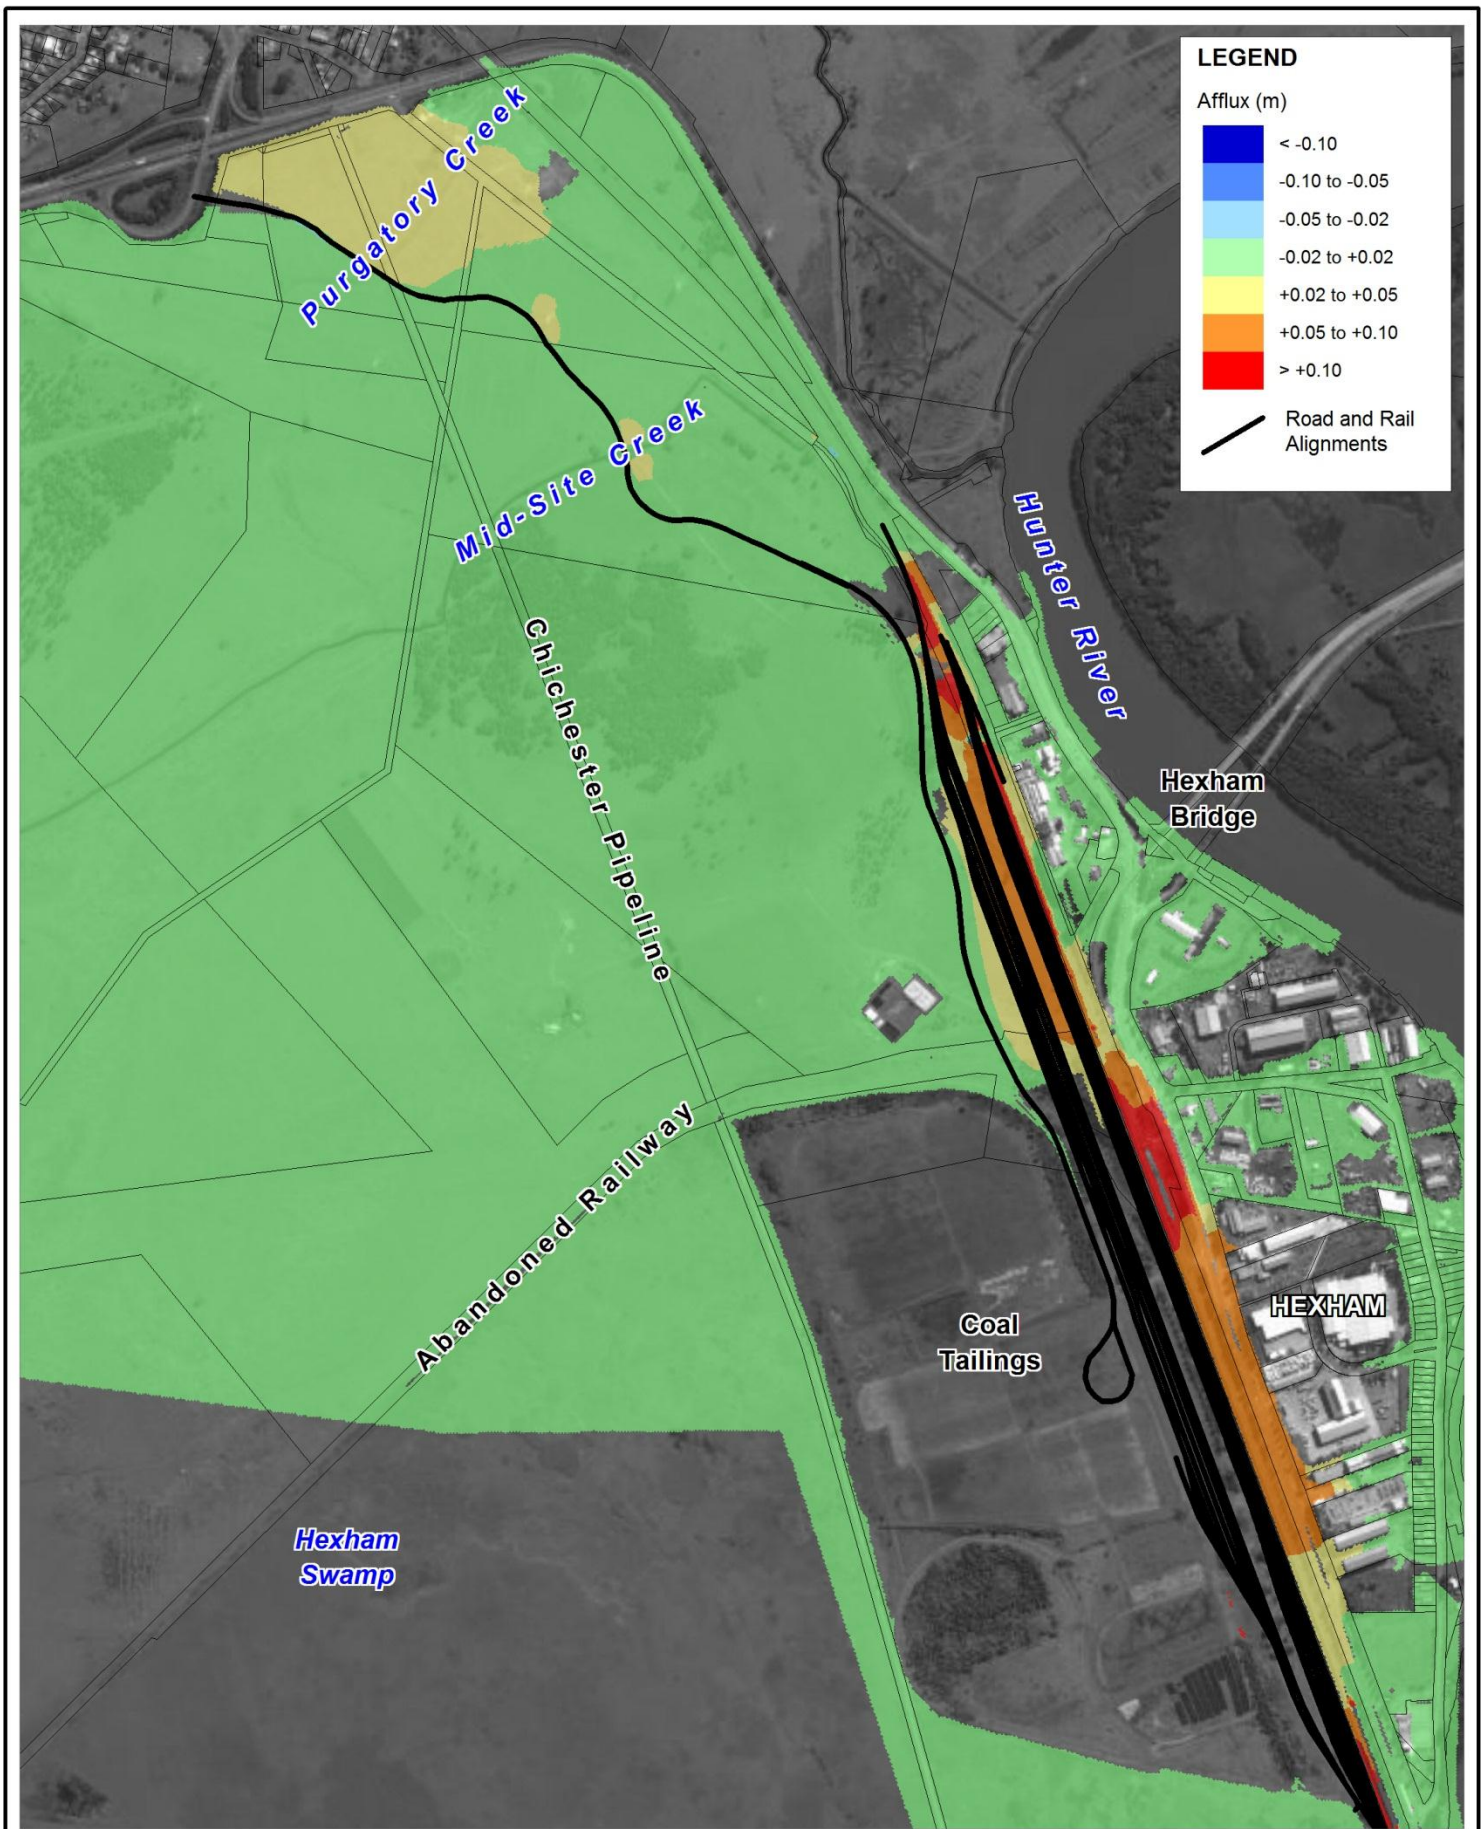 LEGEND
Afflux (m)
< -0.10
-0.10 to -0.05
-0.05 to -0.02
-0.02 to +0.02
+0.02 to +0.05
+0.05 to +0.10
> +0.10
Road and Rail
Alignments
Purgatory Creek
Mid-Site Creek
Hunter River
Chichester Pipeline
Hexham
Bridge
Abandoned Railway
HEXHAM
Coal
Tailings
Hexham
Swamp